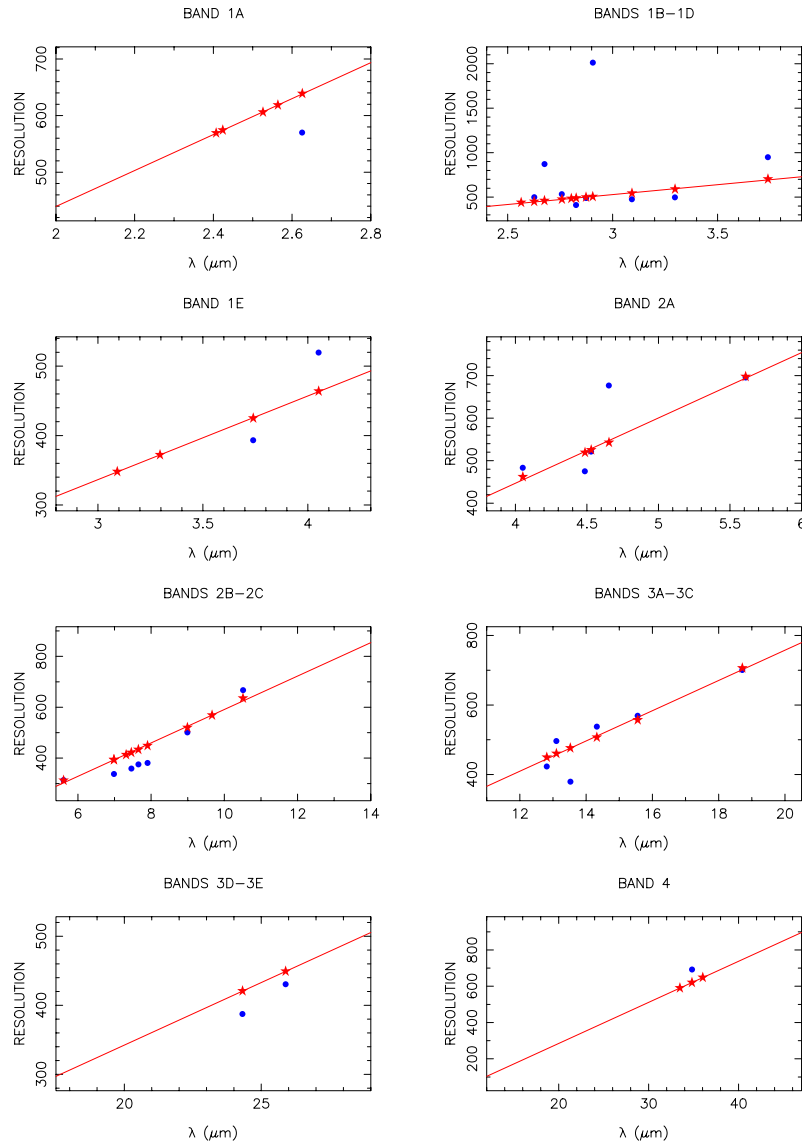 BAND 1A
RESOLUTION
500 600 700
2 2.2 2.4 2.6 2.8
λ (μm)
BANDS 1B–1D
RESOLUTION
500 1000 1500 2000
2.5 3 3.5
λ (μm)
BAND 1E
RESOLUTION
300 400 500
3 3.5 4
λ (μm)
BAND 2A
RESOLUTION
400 500 600 700
4 4.5 5 5.5 6
λ (μm)
BANDS 2B–2C
RESOLUTION
400 600 800
6 8 10 12 14
λ (μm)
BANDS 3A–3C
RESOLUTION
400 600 800
12 14 16 18 20
λ (μm)
BANDS 3D–3E
RESOLUTION
300 400 500
20 25
λ (μm)
BAND 4
RESOLUTION
200 400 600 800
20 30 40
λ (μm)